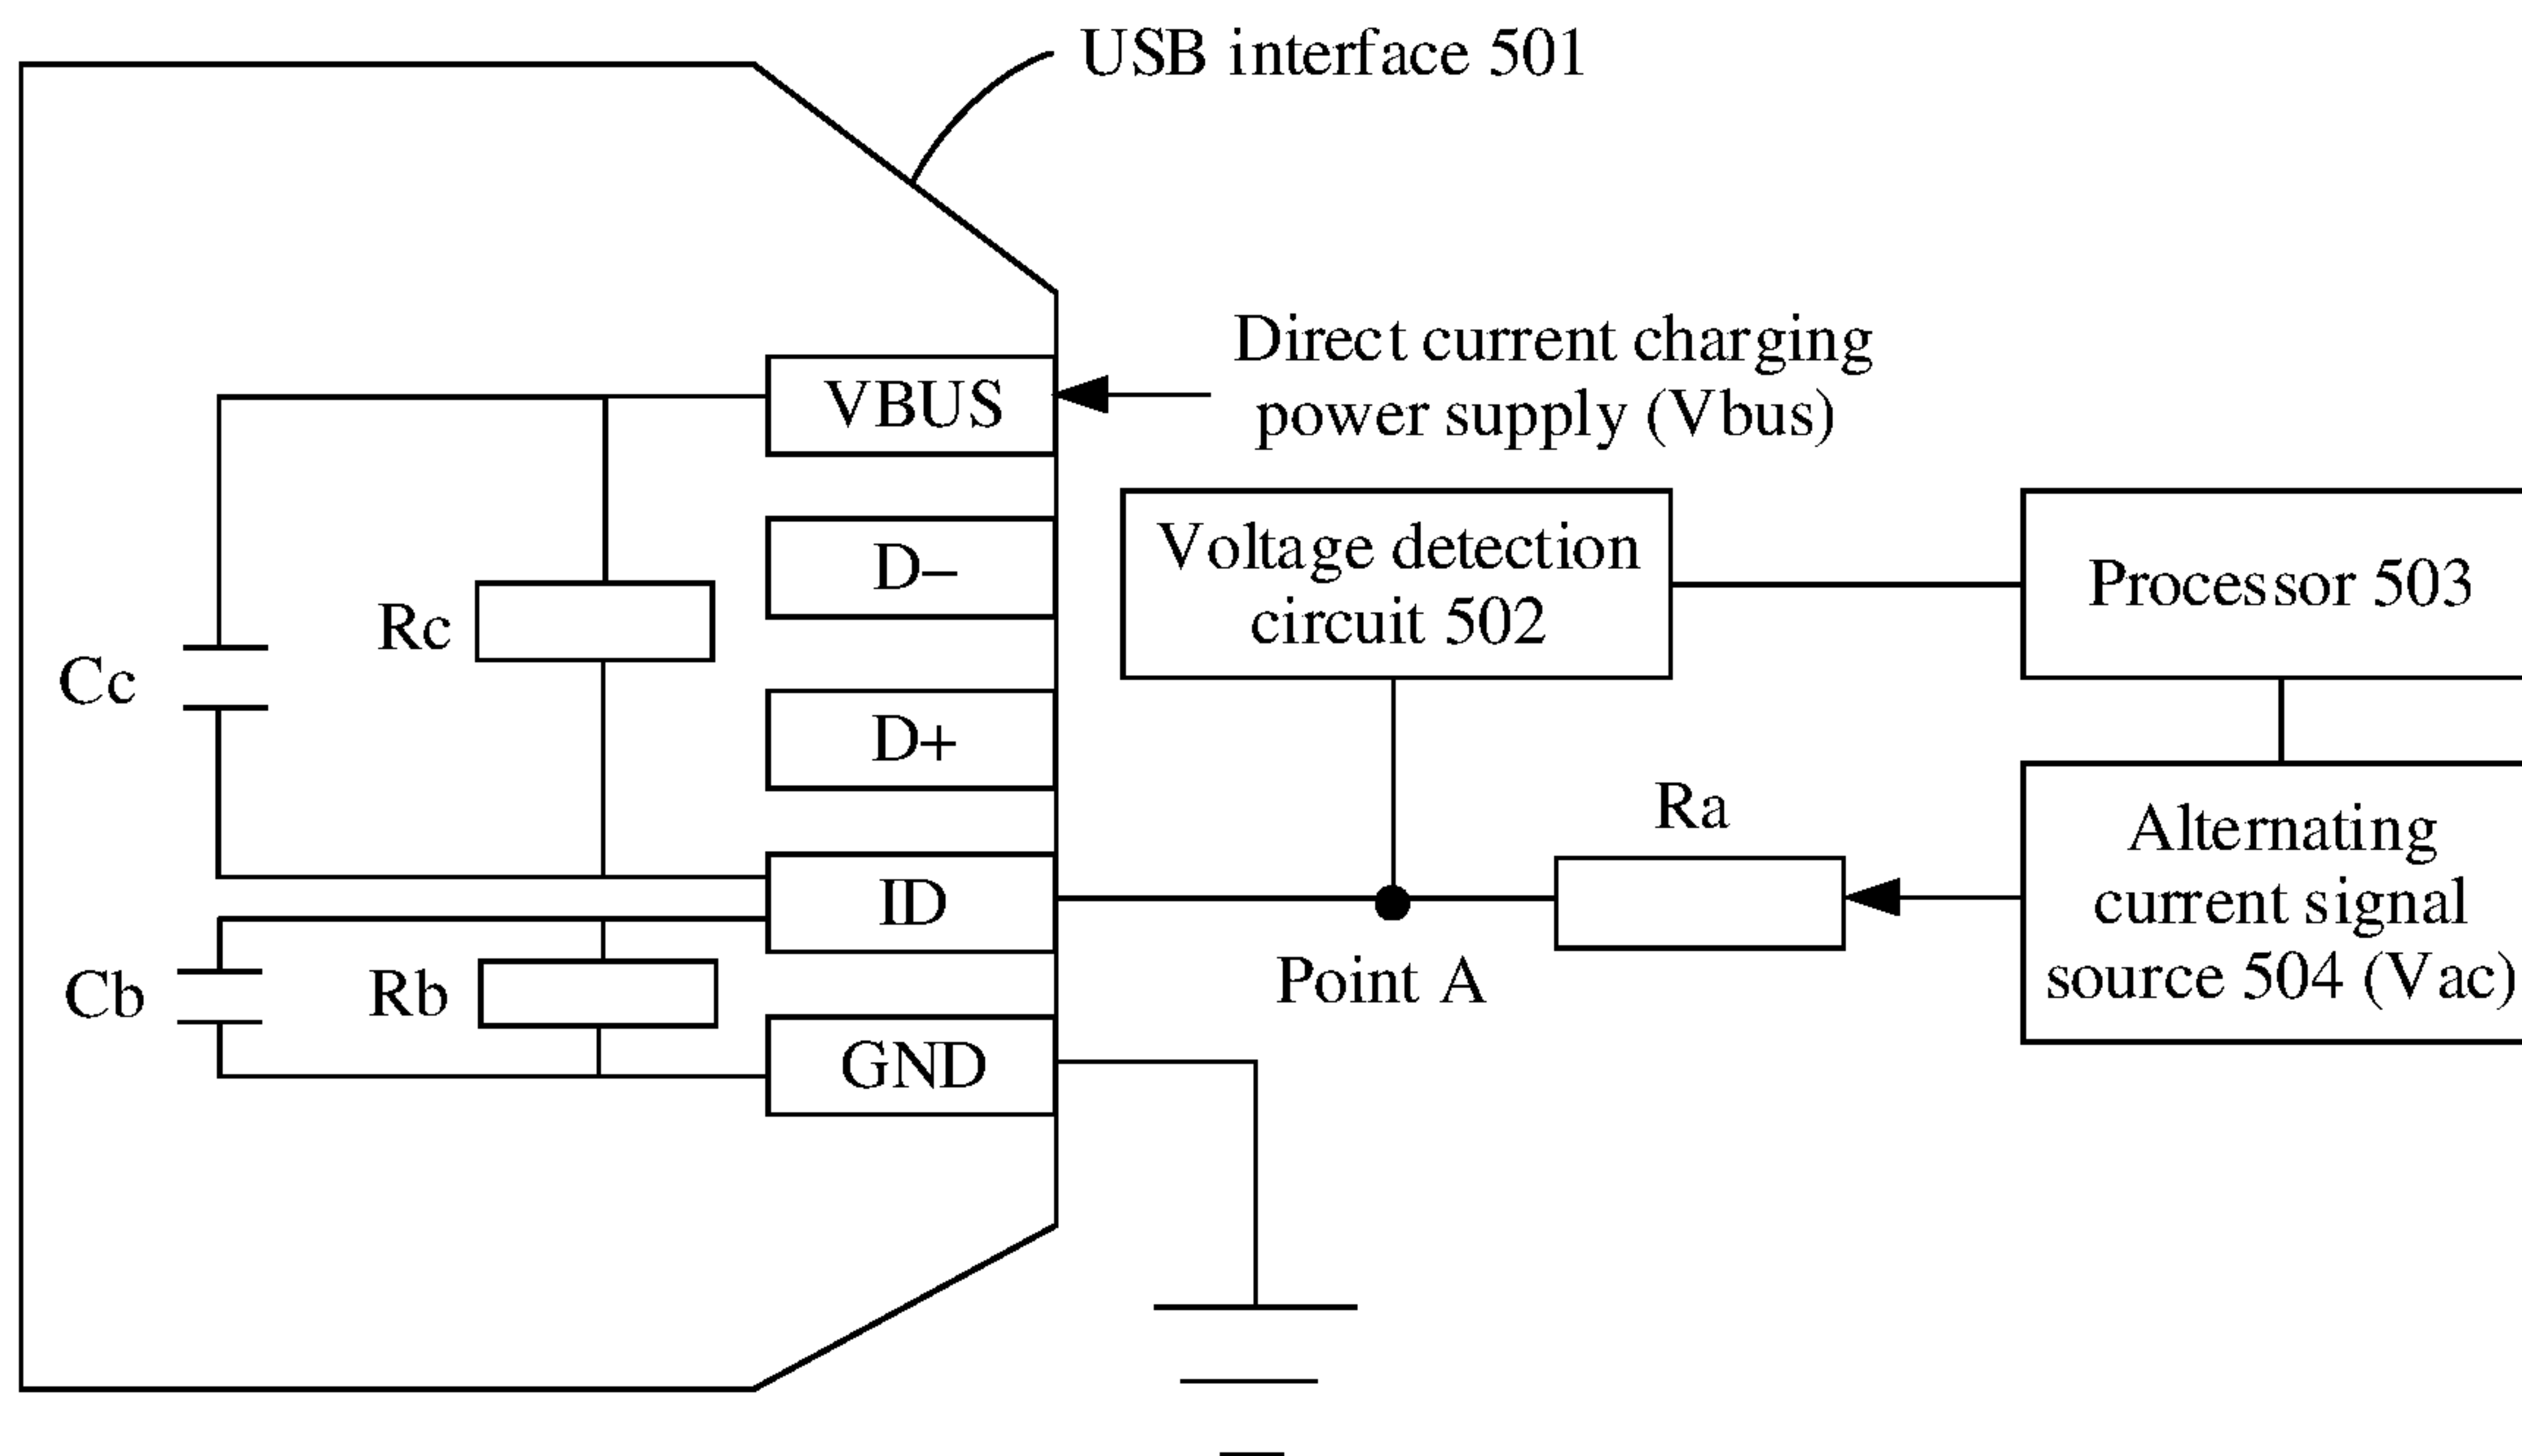 USB interface 501
Direct current charging
power supply (Vbus)
VBUS
D–
D+
ID
GND
Cc
Rc
Cb
Rb
Voltage detection
circuit 502
Processor 503
Ra
Point A
Alternating
current signal
source 504 (Vac)